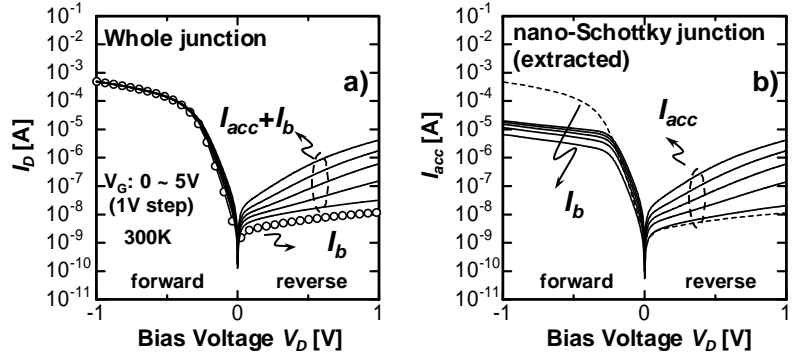 Whole junction
a)
I_D [A]
10^-1
10^-2
10^-3
10^-4
10^-5
10^-6
10^-7
10^-8
10^-9
10^-10
10^-11
I_acc+I_b
V_G: 0 ~ 5V
(1V step)
300K
I_b
forward
reverse
-1
0
1
Bias Voltage V_D [V]
nano-Schottky junction
(extracted)
b)
I_acc [A]
10^-1
10^-2
10^-3
10^-4
10^-5
10^-6
10^-7
10^-8
10^-9
10^-10
10^-11
I_acc
I_b
forward
reverse
-1
0
1
Bias Voltage V_D [V]